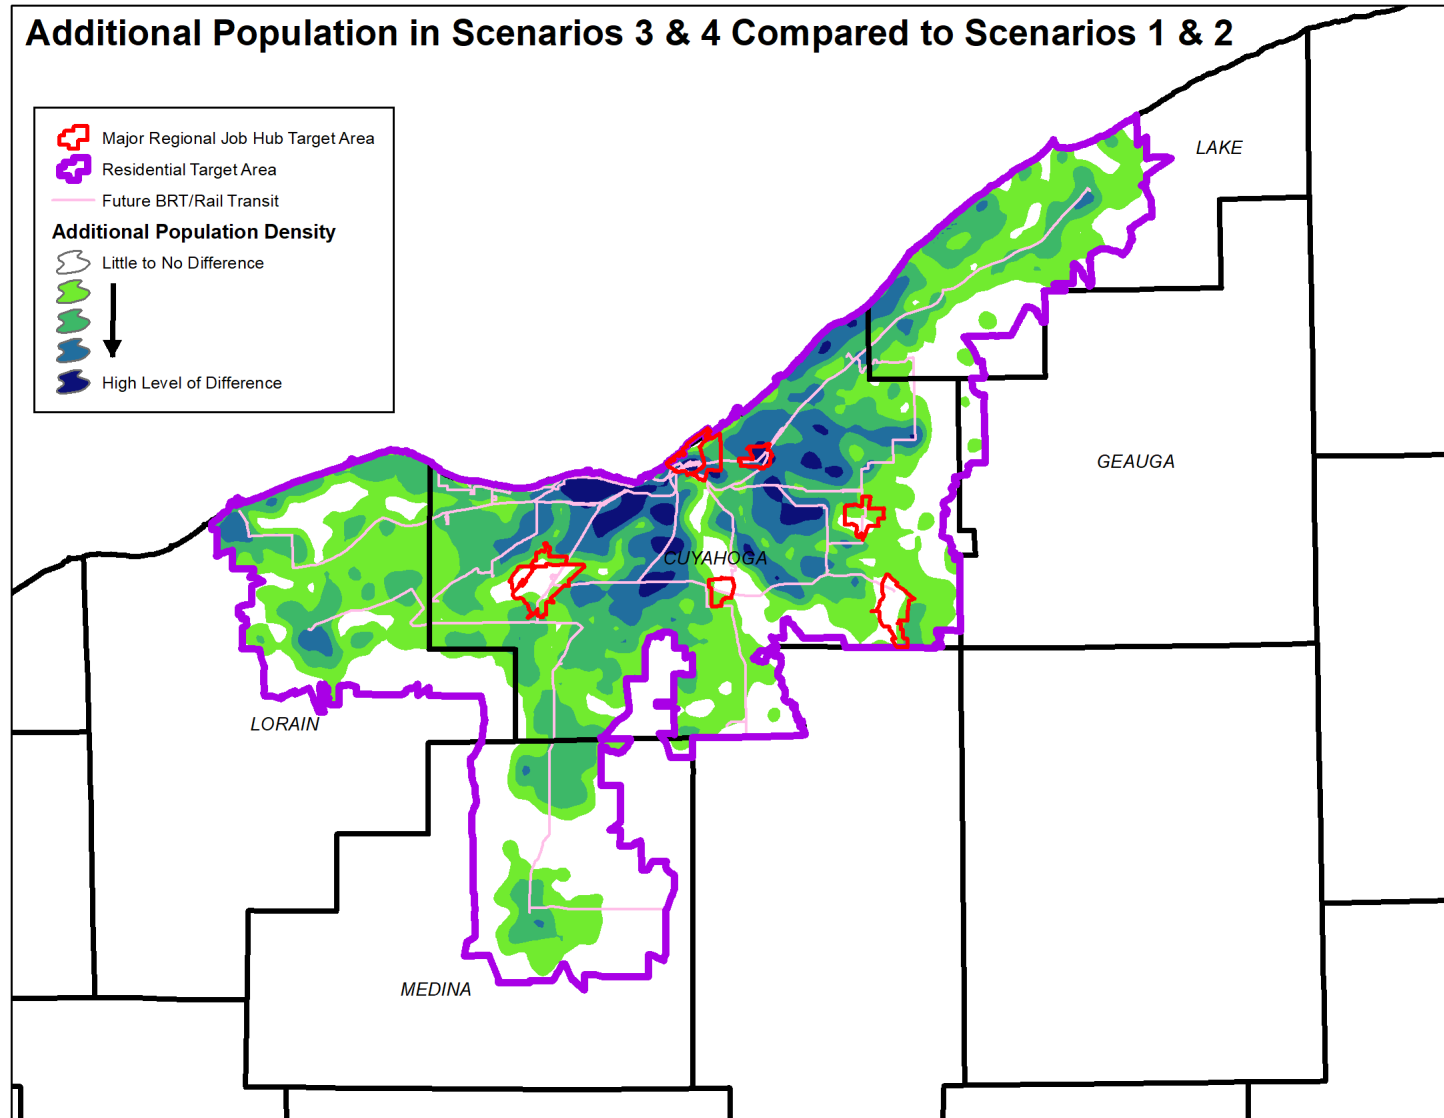 Additional Population in Scenarios 3 & 4 Compared to Scenarios 1 & 2
Major Regional Job Hub Target Area
Residential Target Area
Future BRT/Rail Transit
Additional Population Density
Little to No Difference
High Level of Difference
LAKE
GEAUGA
CUYAHOGA
LORAIN
MEDINA